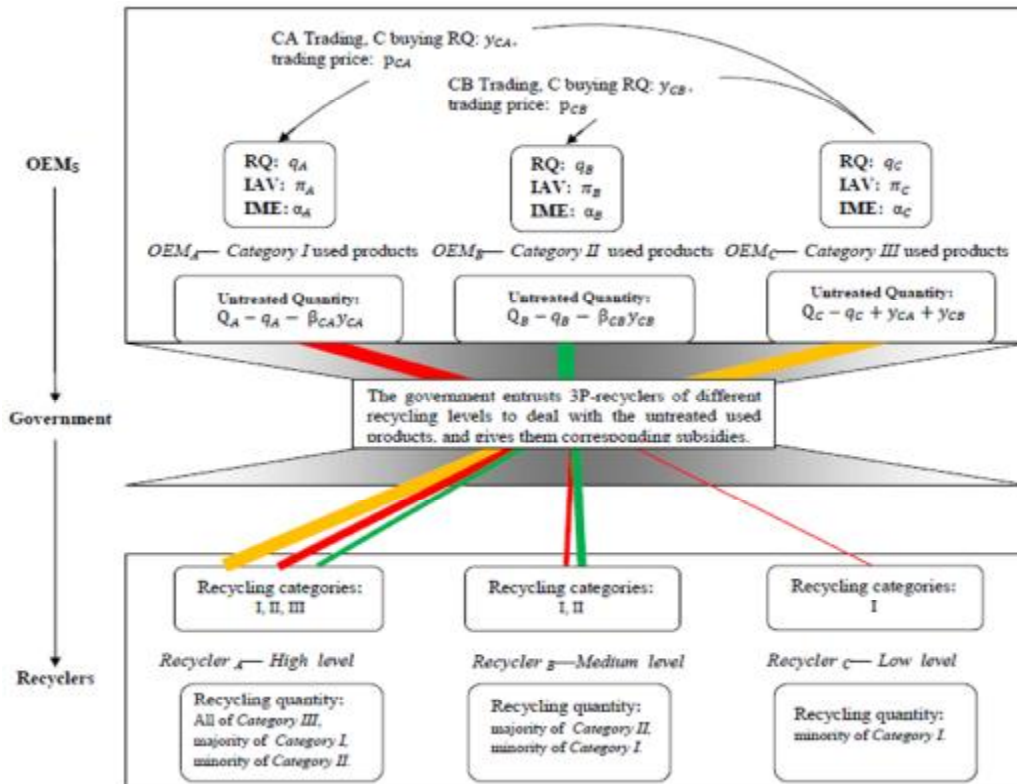 CA Trading, C buying RQ: y_CA,
trading price: p_CA
CB Trading, C buying RQ: y_CB,
trading price: p_CB
OEMs
RQ: q_A
IAV: π_A
IME: α_A
RQ: q_B
IAV: π_B
IME: α_B
RQ: q_C
IAV: π_C
IME: α_C
OEM_A— Category I used products
OEM_B— Category II used products
OEM_C— Category III used products
Untreated Quantity:
Q_A − q_A − β_CA y_CA
Untreated Quantity:
Q_B − q_B − β_CB y_CB
Untreated Quantity:
Q_C − q_C + y_CA + y_CB
Government
The government entrusts 3P-recyclers of different
recycling levels to deal with the untreated used
products, and gives them corresponding subsidies.
Recycling categories:
I, II, III
Recycling categories:
I, II
Recycling categories:
I
Recyclers
Recycler A— High level
Recycler B—Medium level
Recycler C— Low level
Recycling quantity:
All of Category III,
majority of Category I,
minority of Category II.
Recycling quantity:
majority of Category II,
minority of Category I.
Recycling quantity:
minority of Category I.